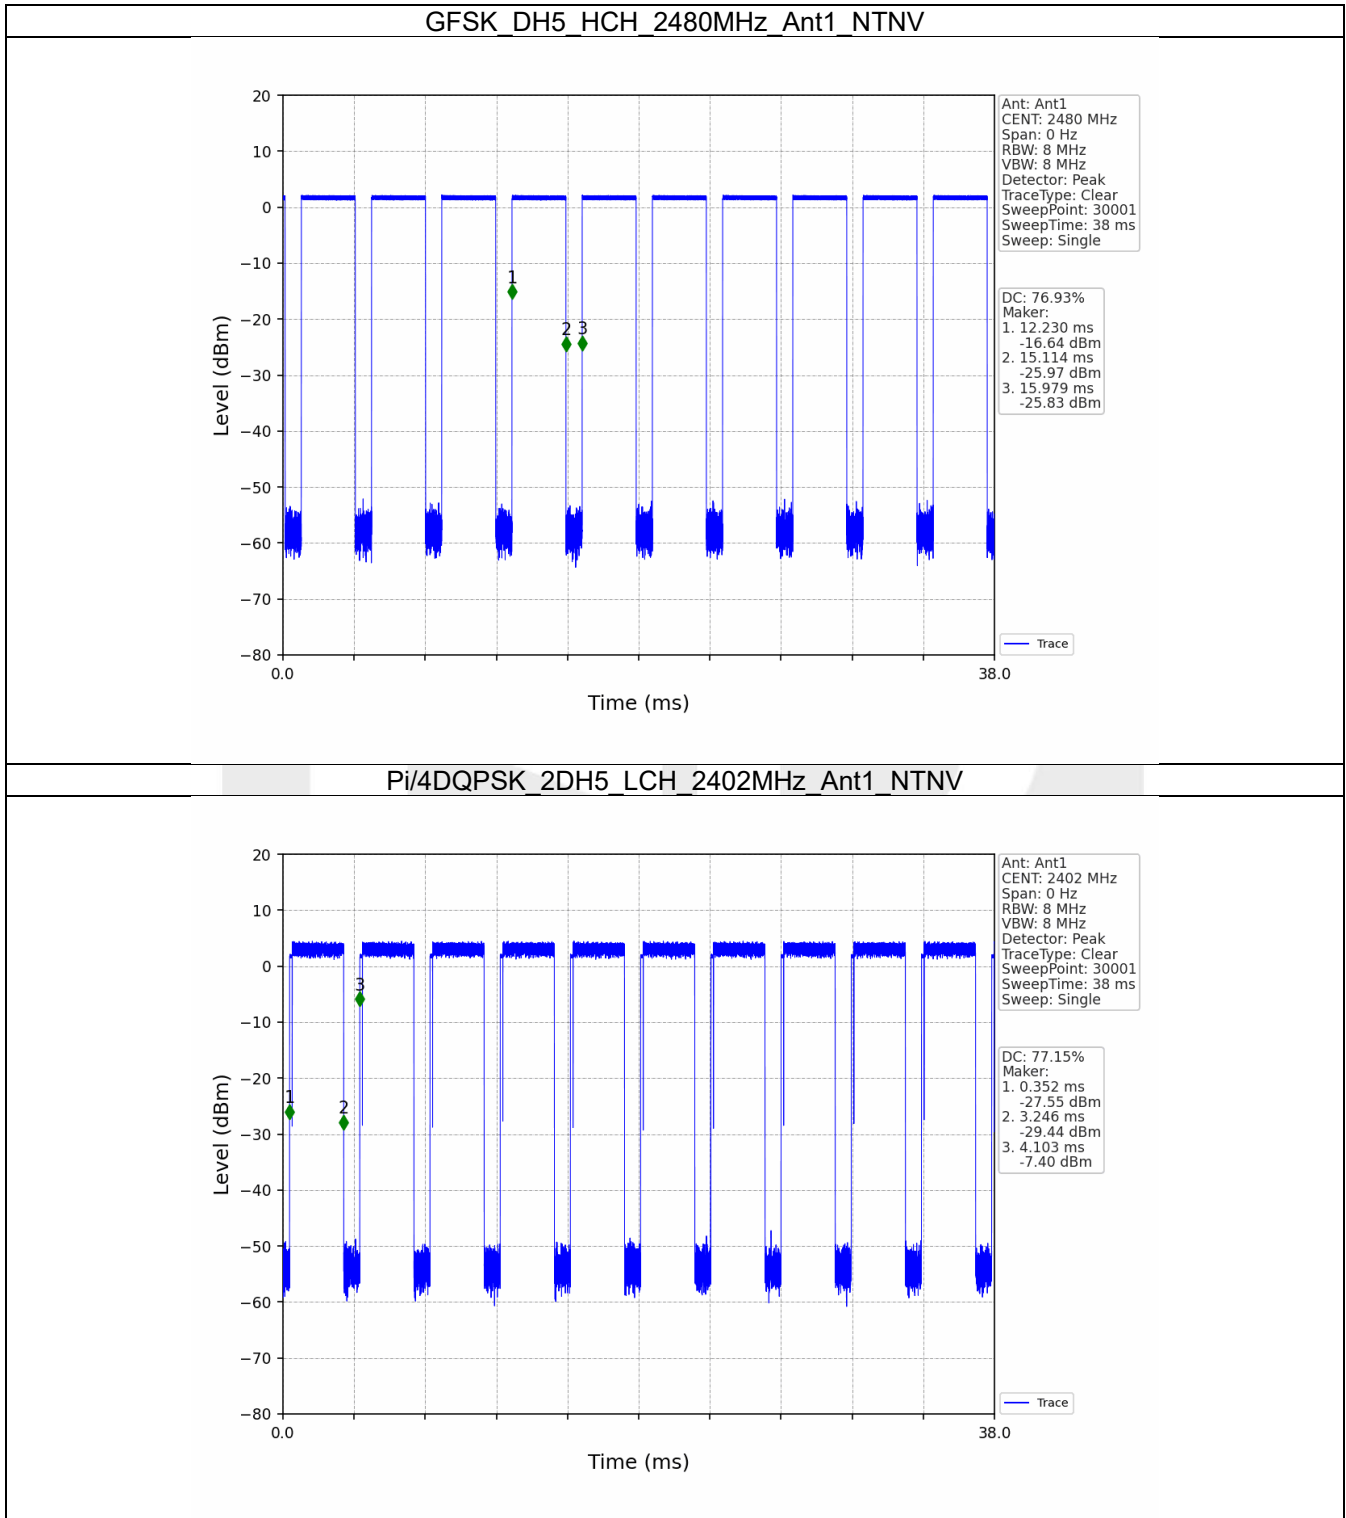 GFSK_DH5_HCH_2480MHz_Ant1_NTNV
20
10
0
−10
−20
−30
−40
−50
−60
−70
−80
Level (dBm)
0.0
38.0
Time (ms)
1
2
3
Ant: Ant1
CENT: 2480 MHz
Span: 0 Hz
RBW: 8 MHz
VBW: 8 MHz
Detector: Peak
TraceType: Clear
SweepPoint: 30001
SweepTime: 38 ms
Sweep: Single
DC: 76.93%
Maker:
1. 12.230 ms
-16.64 dBm
2. 15.114 ms
-25.97 dBm
3. 15.979 ms
-25.83 dBm
Trace
Pi/4DQPSK_2DH5_LCH_2402MHz_Ant1_NTNV
20
10
0
−10
−20
−30
−40
−50
−60
−70
−80
Level (dBm)
0.0
38.0
Time (ms)
1
2
3
Ant: Ant1
CENT: 2402 MHz
Span: 0 Hz
RBW: 8 MHz
VBW: 8 MHz
Detector: Peak
TraceType: Clear
SweepPoint: 30001
SweepTime: 38 ms
Sweep: Single
DC: 77.15%
Maker:
1. 0.352 ms
-27.55 dBm
2. 3.246 ms
-29.44 dBm
3. 4.103 ms
-7.40 dBm
Trace